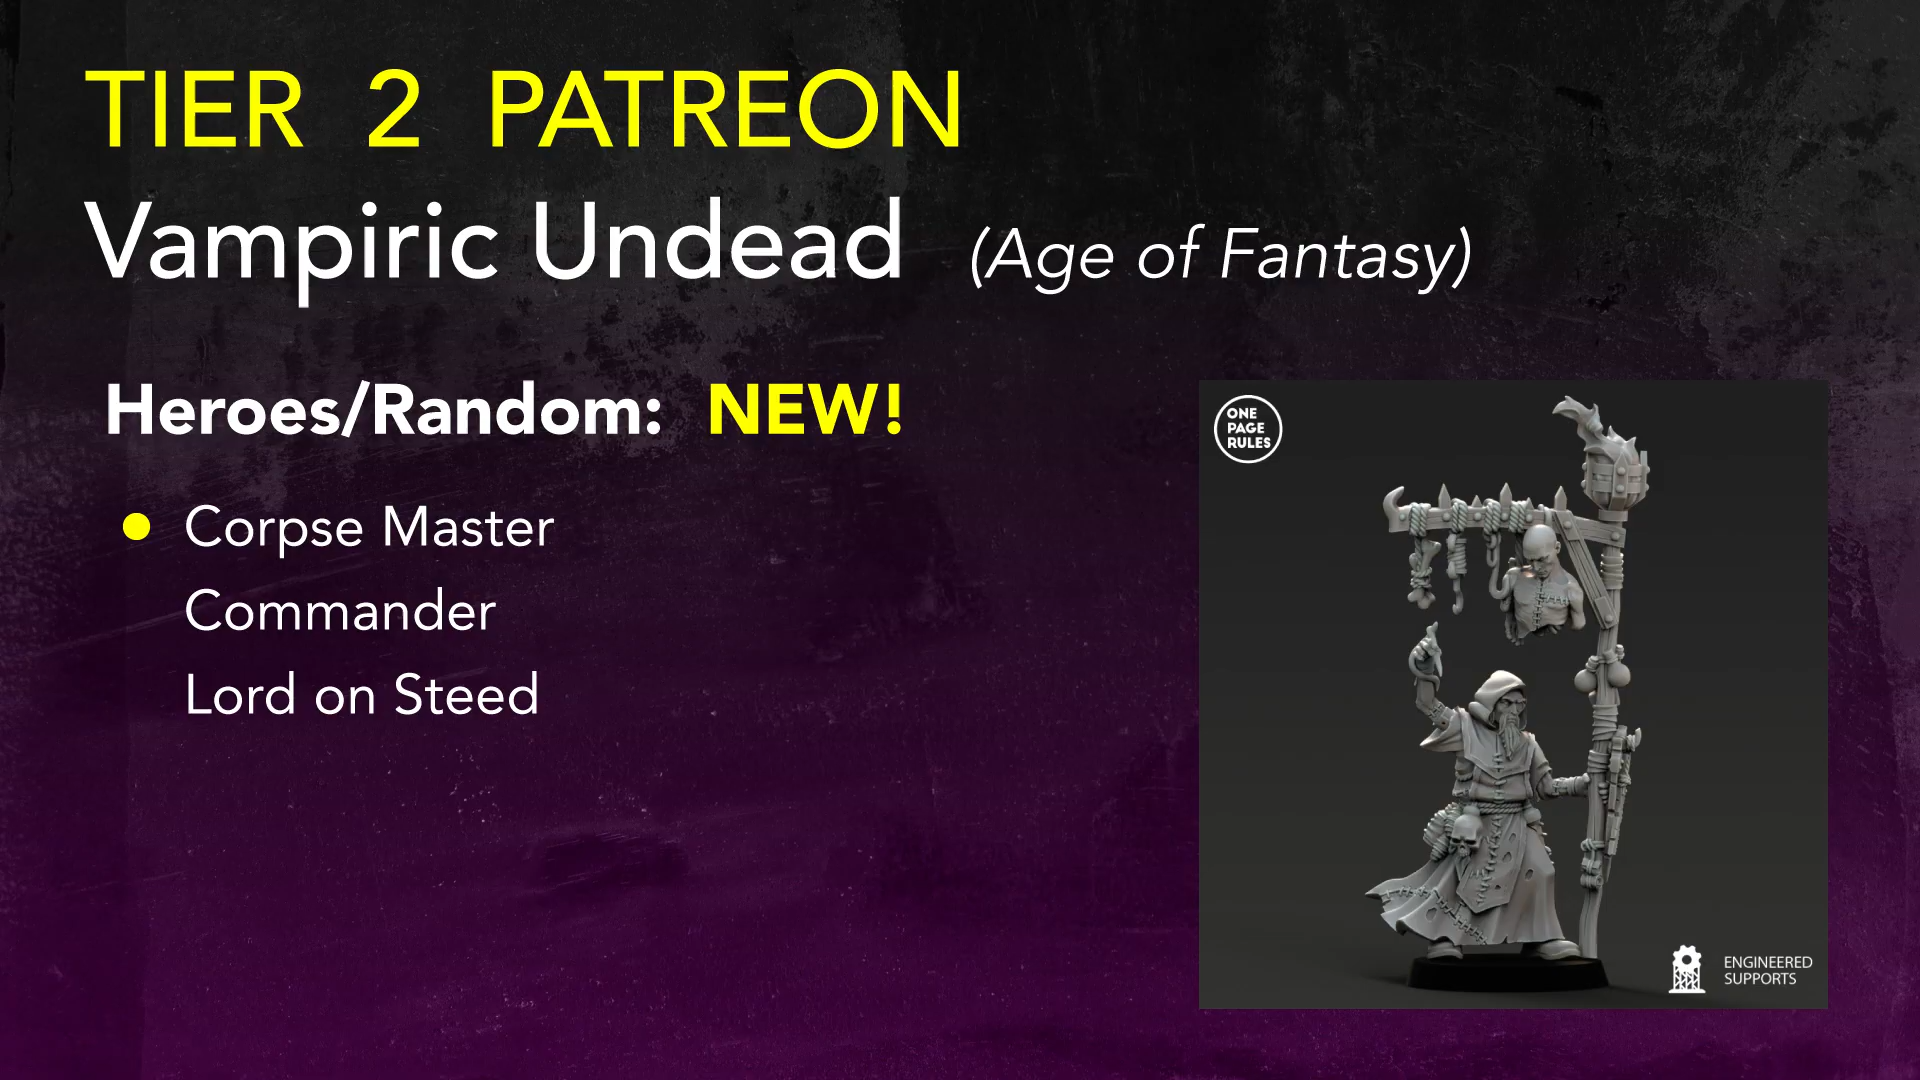 TIER 2 PATREON
Vampiric Undead (Age of Fantasy)
Heroes/Random: NEW!
Corpse Master
Commander
Lord on Steed
ONE
PAGE
RULES
ENGINEERED
SUPPORTS